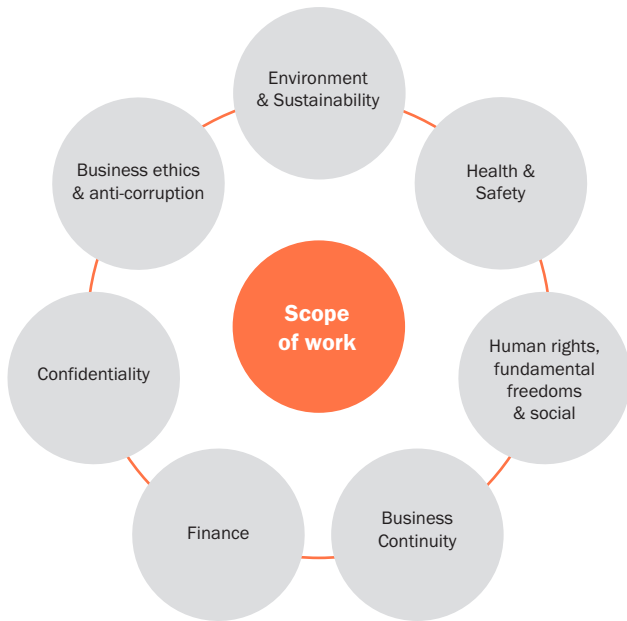 Environment
& Sustainability
Health &
Safety
Human rights,
fundamental
freedoms
& social
Business
Continuity
Finance
Confidentiality
Business ethics
& anti-corruption
Scope
of work